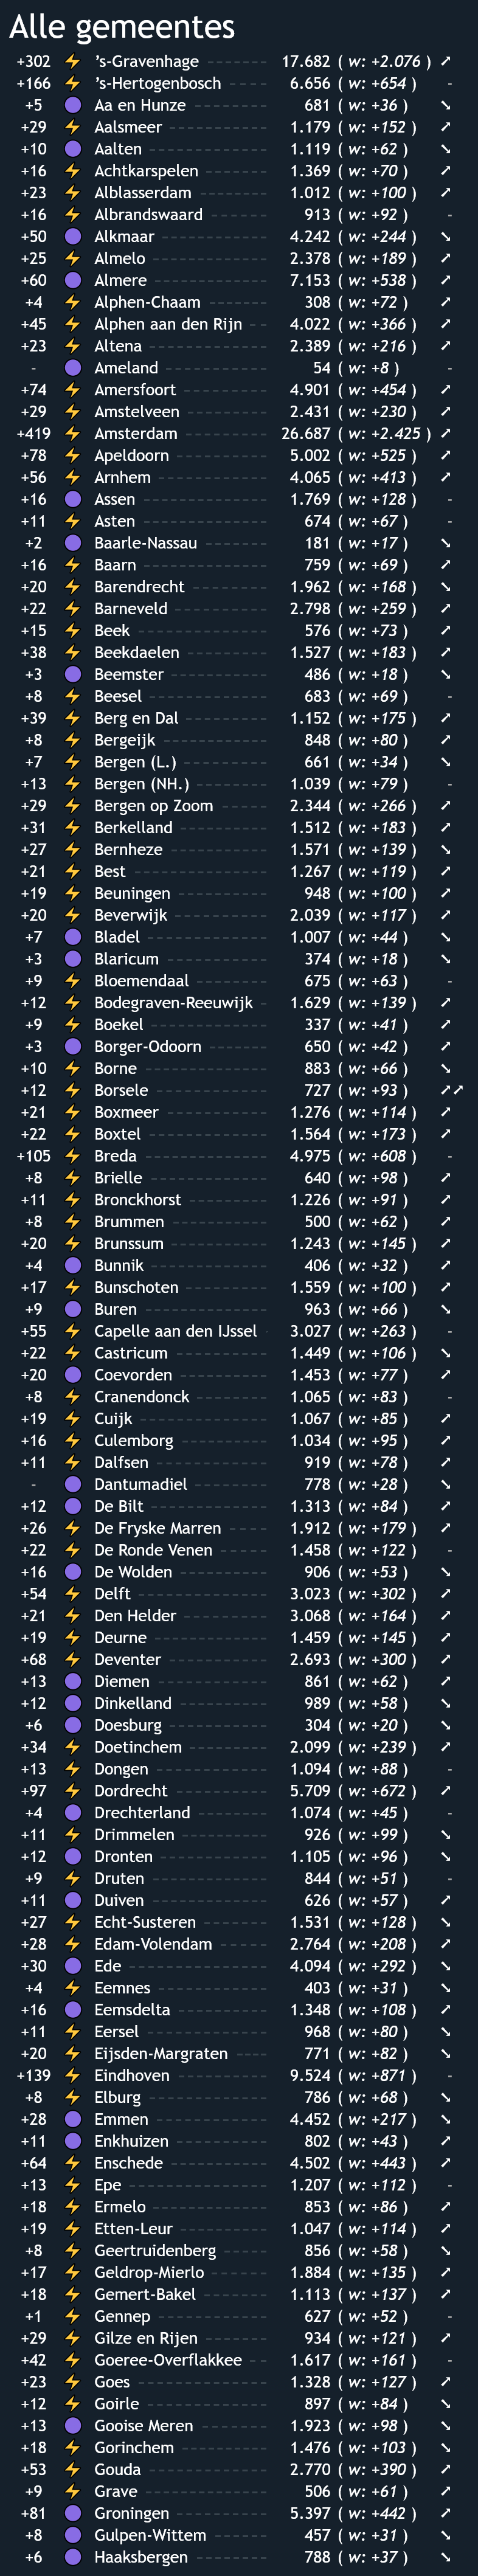 Alle gemeentes
+302 ⚡ ’s-Gravenhage 17.682 ( w: +2.076 ) ↗
+166 ⚡ ’s-Hertogenbosch 6.656 ( w: +654 ) -
+5 Aa en Hunze 681 ( w: +36 ) ↘
+29 ⚡ Aalsmeer 1.179 ( w: +152 ) ↗
+10 Aalten 1.119 ( w: +62 ) ↘
+16 ⚡ Achtkarspelen 1.369 ( w: +70 ) ↗
+23 ⚡ Alblasserdam 1.012 ( w: +100 ) ↗
+16 ⚡ Albrandswaard 913 ( w: +92 ) -
+50 Alkmaar 4.242 ( w: +244 ) ↘
+25 ⚡ Almelo 2.378 ( w: +189 ) ↗
+60 Almere 7.153 ( w: +538 ) ↗
+4 ⚡ Alphen-Chaam 308 ( w: +72 ) ↗
+45 ⚡ Alphen aan den Rijn 4.022 ( w: +366 ) ↗
+23 ⚡ Altena 2.389 ( w: +216 ) ↗
- Ameland 54 ( w: +8 ) -
+74 ⚡ Amersfoort 4.901 ( w: +454 ) ↗
+29 ⚡ Amstelveen 2.431 ( w: +230 ) ↗
+419 ⚡ Amsterdam 26.687 ( w: +2.425 ) ↗
+78 ⚡ Apeldoorn 5.002 ( w: +525 ) ↗
+56 ⚡ Arnhem 4.065 ( w: +413 ) ↗
+16 Assen 1.769 ( w: +128 ) -
+11 ⚡ Asten 674 ( w: +67 ) -
+2 Baarle-Nassau 181 ( w: +17 ) ↘
+16 ⚡ Baarn 759 ( w: +69 ) ↗
+20 ⚡ Barendrecht 1.962 ( w: +168 ) ↘
+22 ⚡ Barneveld 2.798 ( w: +259 ) ↗
+15 ⚡ Beek 576 ( w: +73 ) ↗
+38 ⚡ Beekdaelen 1.527 ( w: +183 ) ↗
+3 Beemster 486 ( w: +18 ) ↘
+8 ⚡ Beesel 683 ( w: +69 ) -
+39 ⚡ Berg en Dal 1.152 ( w: +175 ) ↗
+8 ⚡ Bergeijk 848 ( w: +80 ) ↗
+7 ⚡ Bergen (L.) 661 ( w: +34 ) ↘
+13 ⚡ Bergen (NH.) 1.039 ( w: +79 ) -
+29 ⚡ Bergen op Zoom 2.344 ( w: +266 ) ↗
+31 ⚡ Berkelland 1.512 ( w: +183 ) ↗
+27 ⚡ Bernheze 1.571 ( w: +139 ) ↘
+21 ⚡ Best 1.267 ( w: +119 ) ↗
+19 ⚡ Beuningen 948 ( w: +100 ) ↗
+20 ⚡ Beverwijk 2.039 ( w: +117 ) ↗
+7 Bladel 1.007 ( w: +44 ) ↘
+3 Blaricum 374 ( w: +18 ) ↘
+9 ⚡ Bloemendaal 675 ( w: +63 ) -
+12 ⚡ Bodegraven-Reeuwijk 1.629 ( w: +139 ) ↗
+9 ⚡ Boekel 337 ( w: +41 ) ↗
+3 Borger-Odoorn 650 ( w: +42 ) ↗
+10 ⚡ Borne 883 ( w: +66 ) ↘
+12 ⚡ Borsele 727 ( w: +93 ) ↗↗
+21 ⚡ Boxmeer 1.276 ( w: +114 ) ↗
+22 ⚡ Boxtel 1.564 ( w: +173 ) ↗
+105 ⚡ Breda 4.975 ( w: +608 ) -
+8 ⚡ Brielle 640 ( w: +98 ) ↗
+11 ⚡ Bronckhorst 1.226 ( w: +91 ) ↗
+8 ⚡ Brummen 500 ( w: +62 ) ↗
+20 ⚡ Brunssum 1.243 ( w: +145 ) ↗
+4 Bunnik 406 ( w: +32 ) ↗
+17 ⚡ Bunschoten 1.559 ( w: +100 ) ↗
+9 Buren 963 ( w: +66 ) ↘
+55 ⚡ Capelle aan den IJssel 3.027 ( w: +263 ) -
+22 ⚡ Castricum 1.449 ( w: +106 ) ↘
+20 Coevorden 1.453 ( w: +77 ) ↗
+8 ⚡ Cranendonck 1.065 ( w: +83 ) -
+19 ⚡ Cuijk 1.067 ( w: +85 ) ↗
+16 ⚡ Culemborg 1.034 ( w: +95 ) ↗
+11 ⚡ Dalfsen 919 ( w: +78 ) ↗
- Dantumadiel 778 ( w: +28 ) ↘
+12 De Bilt 1.313 ( w: +84 ) ↗
+26 ⚡ De Fryske Marren 1.912 ( w: +179 ) ↗
+22 ⚡ De Ronde Venen 1.458 ( w: +122 ) -
+16 De Wolden 906 ( w: +53 ) ↘
+54 ⚡ Delft 3.023 ( w: +302 ) ↗
+21 ⚡ Den Helder 3.068 ( w: +164 ) ↗
+19 ⚡ Deurne 1.459 ( w: +145 ) ↗
+68 ⚡ Deventer 2.693 ( w: +300 ) ↗
+13 Diemen 861 ( w: +62 ) ↗
+12 Dinkelland 989 ( w: +58 ) ↘
+6 Doesburg 304 ( w: +20 ) ↘
+34 ⚡ Doetinchem 2.099 ( w: +239 ) ↗
+13 ⚡ Dongen 1.094 ( w: +88 ) -
+97 ⚡ Dordrecht 5.709 ( w: +672 ) ↗
+4 Drechterland 1.074 ( w: +45 ) -
+11 ⚡ Drimmelen 926 ( w: +99 ) ↘
+12 Dronten 1.105 ( w: +96 ) ↘
+9 ⚡ Druten 844 ( w: +51 ) -
+11 Duiven 626 ( w: +57 ) ↗
+27 ⚡ Echt-Susteren 1.531 ( w: +128 ) ↘
+28 ⚡ Edam-Volendam 2.764 ( w: +208 ) ↗
+30 Ede 4.094 ( w: +292 ) ↘
+4 ⚡ Eemnes 403 ( w: +31 ) ↘
+16 Eemsdelta 1.348 ( w: +108 ) ↗
+11 ⚡ Eersel 968 ( w: +80 ) ↘
+20 ⚡ Eijsden-Margraten 771 ( w: +82 ) ↘
+139 ⚡ Eindhoven 9.524 ( w: +871 ) -
+8 ⚡ Elburg 786 ( w: +68 ) ↘
+28 Emmen 4.452 ( w: +217 ) ↘
+11 Enkhuizen 802 ( w: +43 ) ↗
+64 ⚡ Enschede 4.502 ( w: +443 ) ↗
+13 ⚡ Epe 1.207 ( w: +112 ) -
+18 ⚡ Ermelo 853 ( w: +86 ) ↗
+19 ⚡ Etten-Leur 1.047 ( w: +114 ) ↗
+8 ⚡ Geertruidenberg 856 ( w: +58 ) ↘
+17 ⚡ Geldrop-Mierlo 1.884 ( w: +135 ) ↗
+18 ⚡ Gemert-Bakel 1.113 ( w: +137 ) ↗
+1 ⚡ Gennep 627 ( w: +52 ) -
+29 ⚡ Gilze en Rijen 934 ( w: +121 ) ↗
+42 ⚡ Goeree-Overflakkee 1.617 ( w: +161 ) -
+23 ⚡ Goes 1.328 ( w: +127 ) ↗
+12 ⚡ Goirle 897 ( w: +84 ) ↘
+13 Gooise Meren 1.923 ( w: +98 ) ↘
+18 ⚡ Gorinchem 1.476 ( w: +103 ) ↘
+53 ⚡ Gouda 2.770 ( w: +390 ) ↗
+9 ⚡ Grave 506 ( w: +61 ) ↗
+81 Groningen 5.397 ( w: +442 ) ↗
+8 Gulpen-Wittem 457 ( w: +31 ) ↘
+6 Haaksbergen 788 ( w: +37 ) ↘